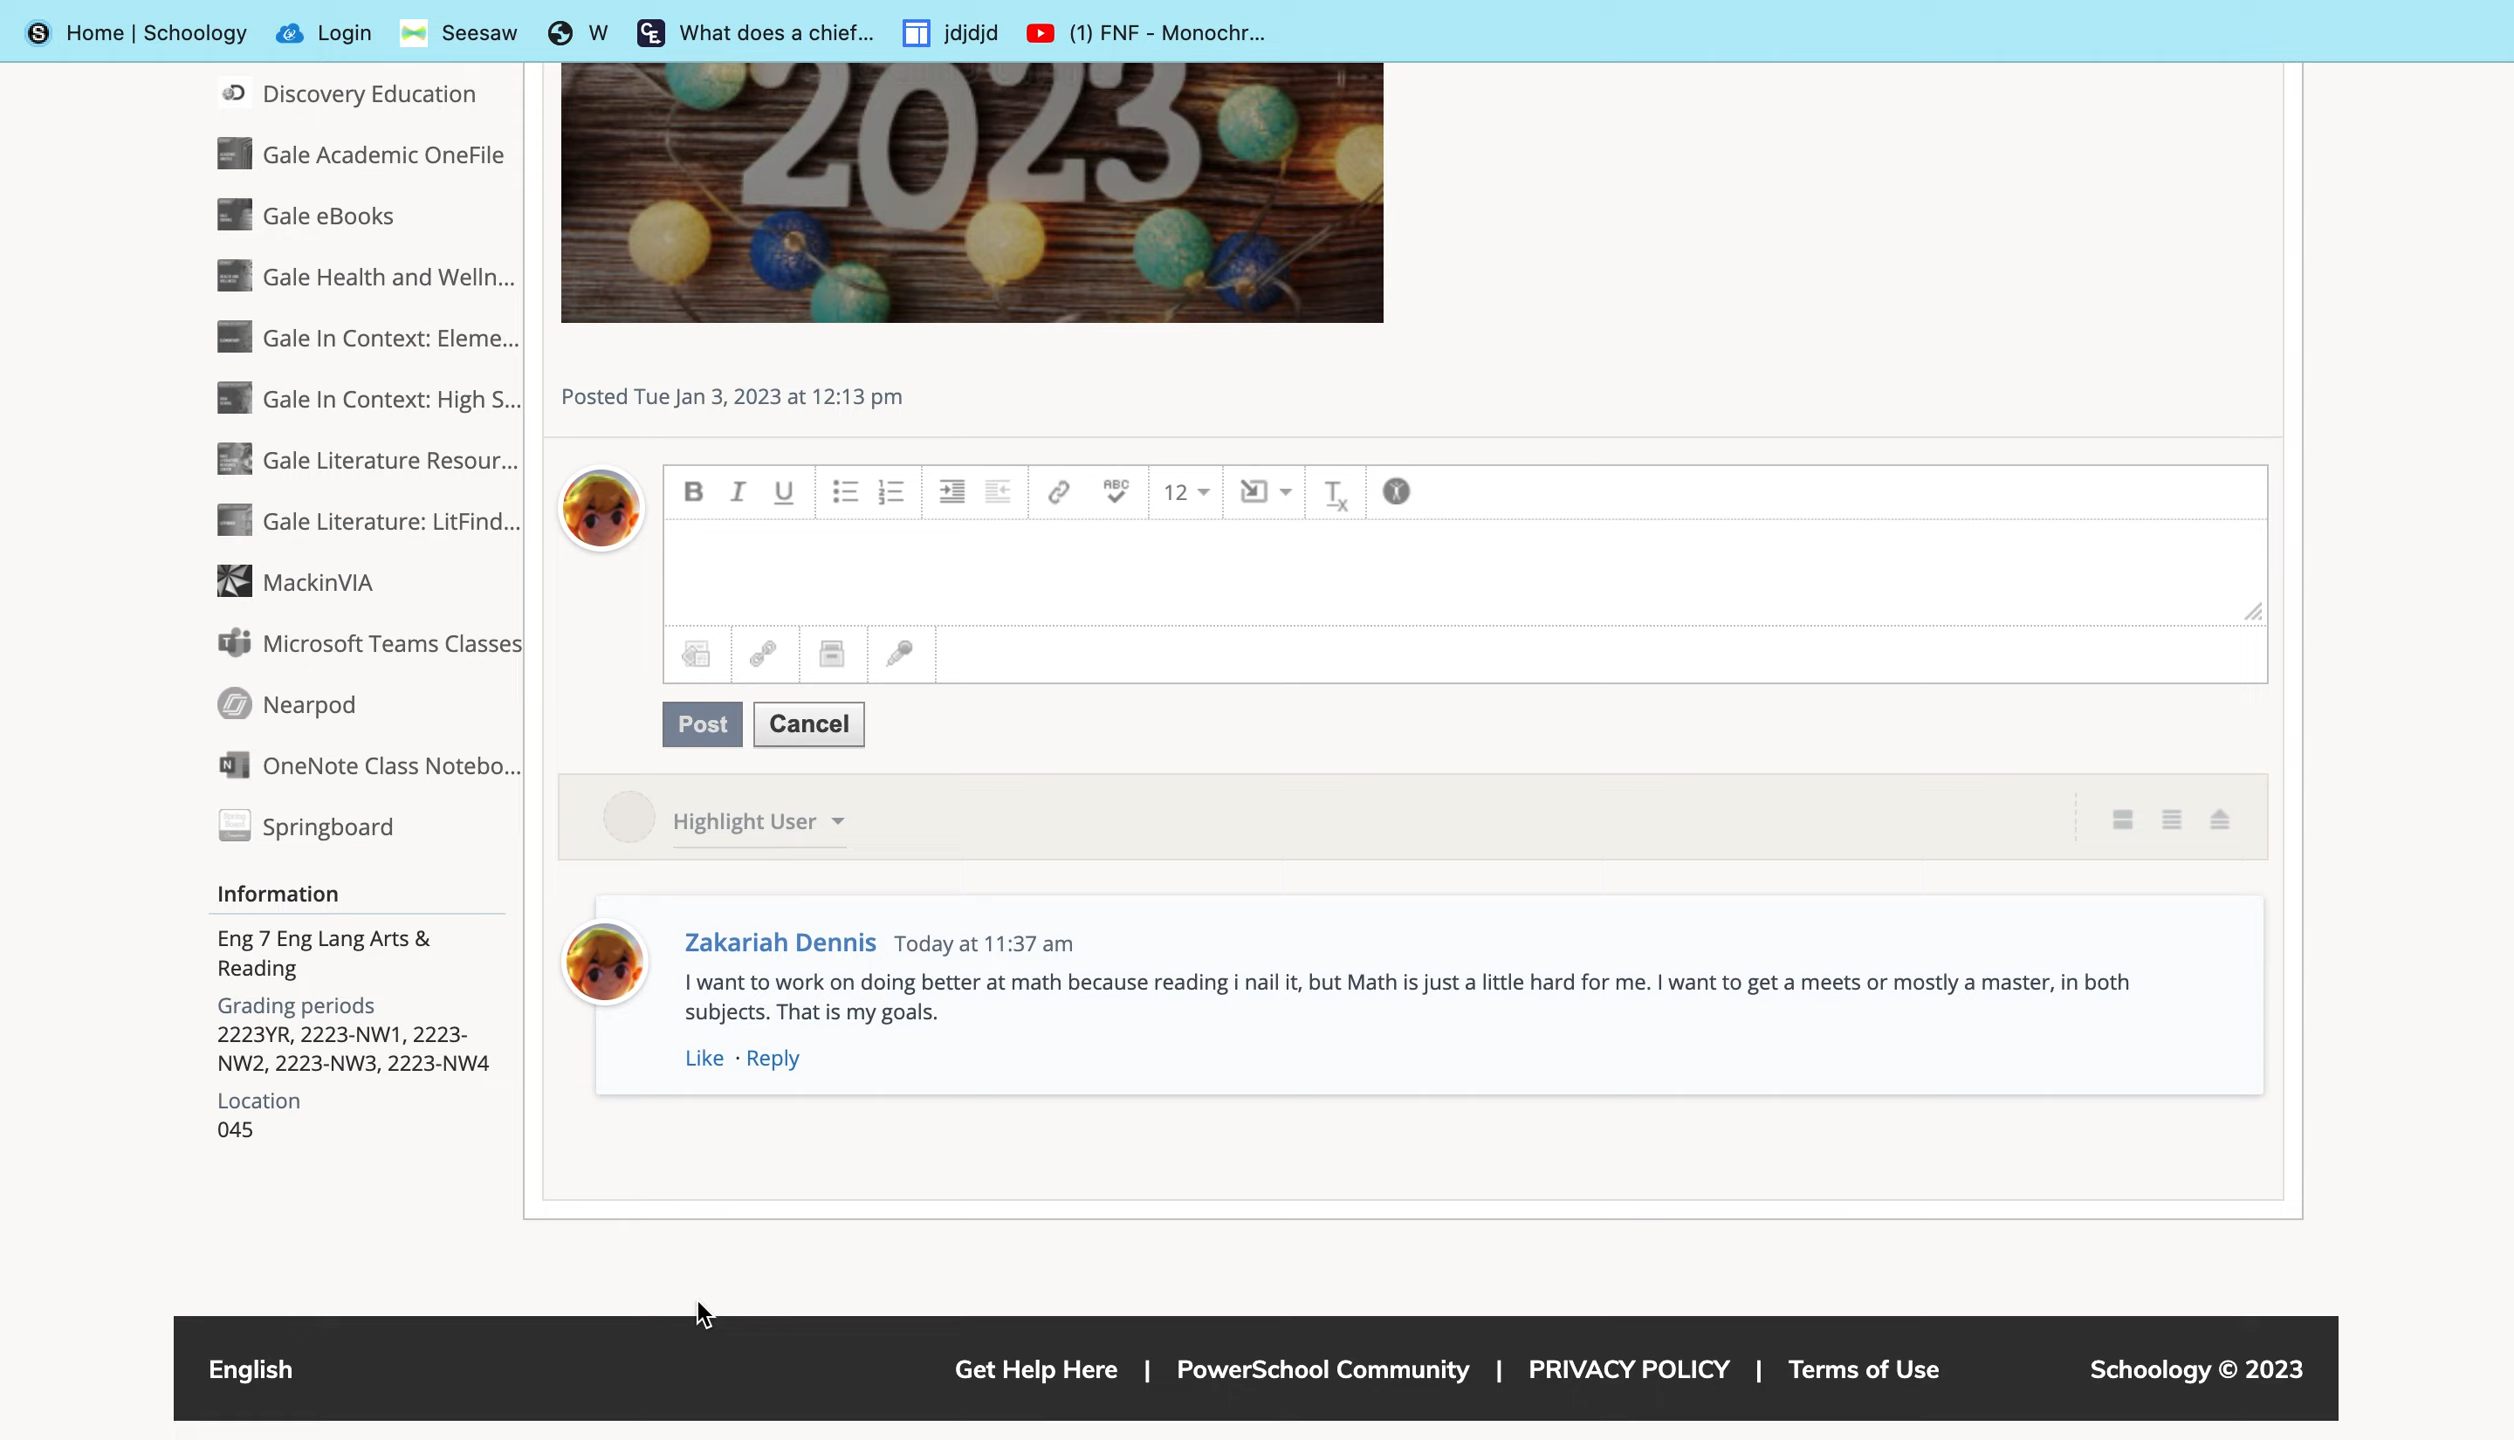 Home | Schoology Login Seesaw W What does a chief... jdjdjd (1) FNF - Monochr...
Discovery Education
Gale Academic OneFile
Gale eBooks
Gale Health and Welln...
Gale In Context: Eleme...
Gale In Context: High S...
Gale Literature Resour...
Gale Literature: LitFind...
MackinVIA
Microsoft Teams Classes
Nearpod
OneNote Class Notebo...
Springboard
Information
Eng 7 Eng Lang Arts &
Reading
Grading periods
2223YR, 2223-NW1, 2223-
NW2, 2223-NW3, 2223-NW4
Location
045
2023
Posted Tue Jan 3, 2023 at 12:13 pm
B I U ABC 12 Tx
Post Cancel
Highlight User
Zakariah Dennis Today at 11:37 am
I want to work on doing better at math because reading i nail it, but Math is just a little hard for me. I want to get a meets or mostly a master, in both
subjects. That is my goals.
Like · Reply
English Get Help Here | PowerSchool Community | PRIVACY POLICY | Terms of Use Schoology © 2023